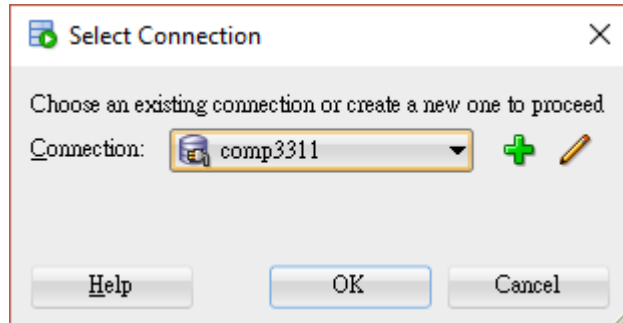 Select Connection
Choose an existing connection or create a new one to proceed
Connection: comp3311
Help OK Cancel